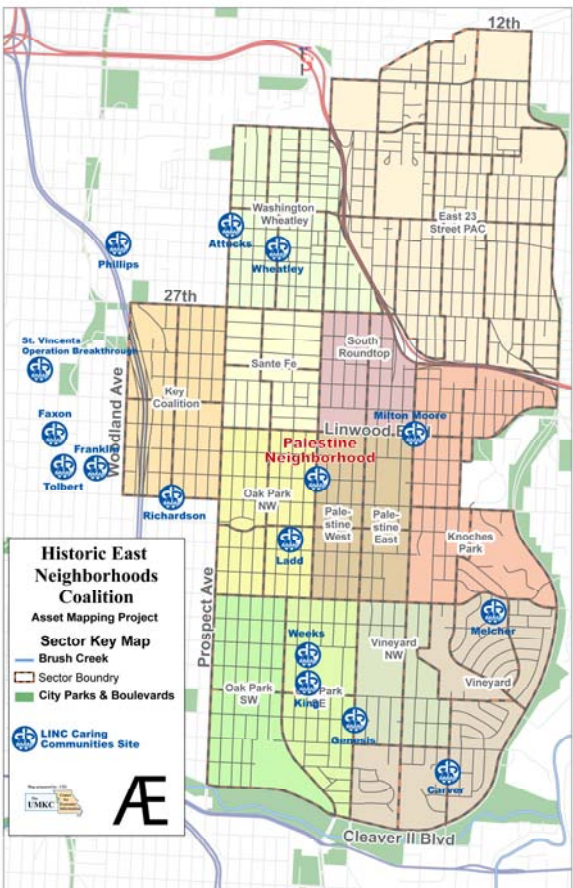 12th
Washington
Wheatley
East 23
Street PAC
Attucks
Wheatley
Phillips
27th
St. Vincents
Operation Breakthrough
South
Roundtop
Sante Fe
Key
Coalition
Woodland Ave
Faxon
Milton Moore
Linwood
Palestine
Neighborhood
Franklin
Tolbert
Richardson
Oak Park
NW
Pale-
stine
West
Pale-
stine
East
Knoches
Park
Ladd
Prospect Ave
Melcher
Weeks
Vineyard
NW
Vineyard
Oak Park
SW
Park
King
Genesis
Carver
Cleaver II Blvd
Historic East
Neighborhoods
Coalition
Asset Mapping Project
Sector Key Map
Brush Creek
Sector Boundry
City Parks & Boulevards
LINC Caring
Communities Site
UMKC
Æ